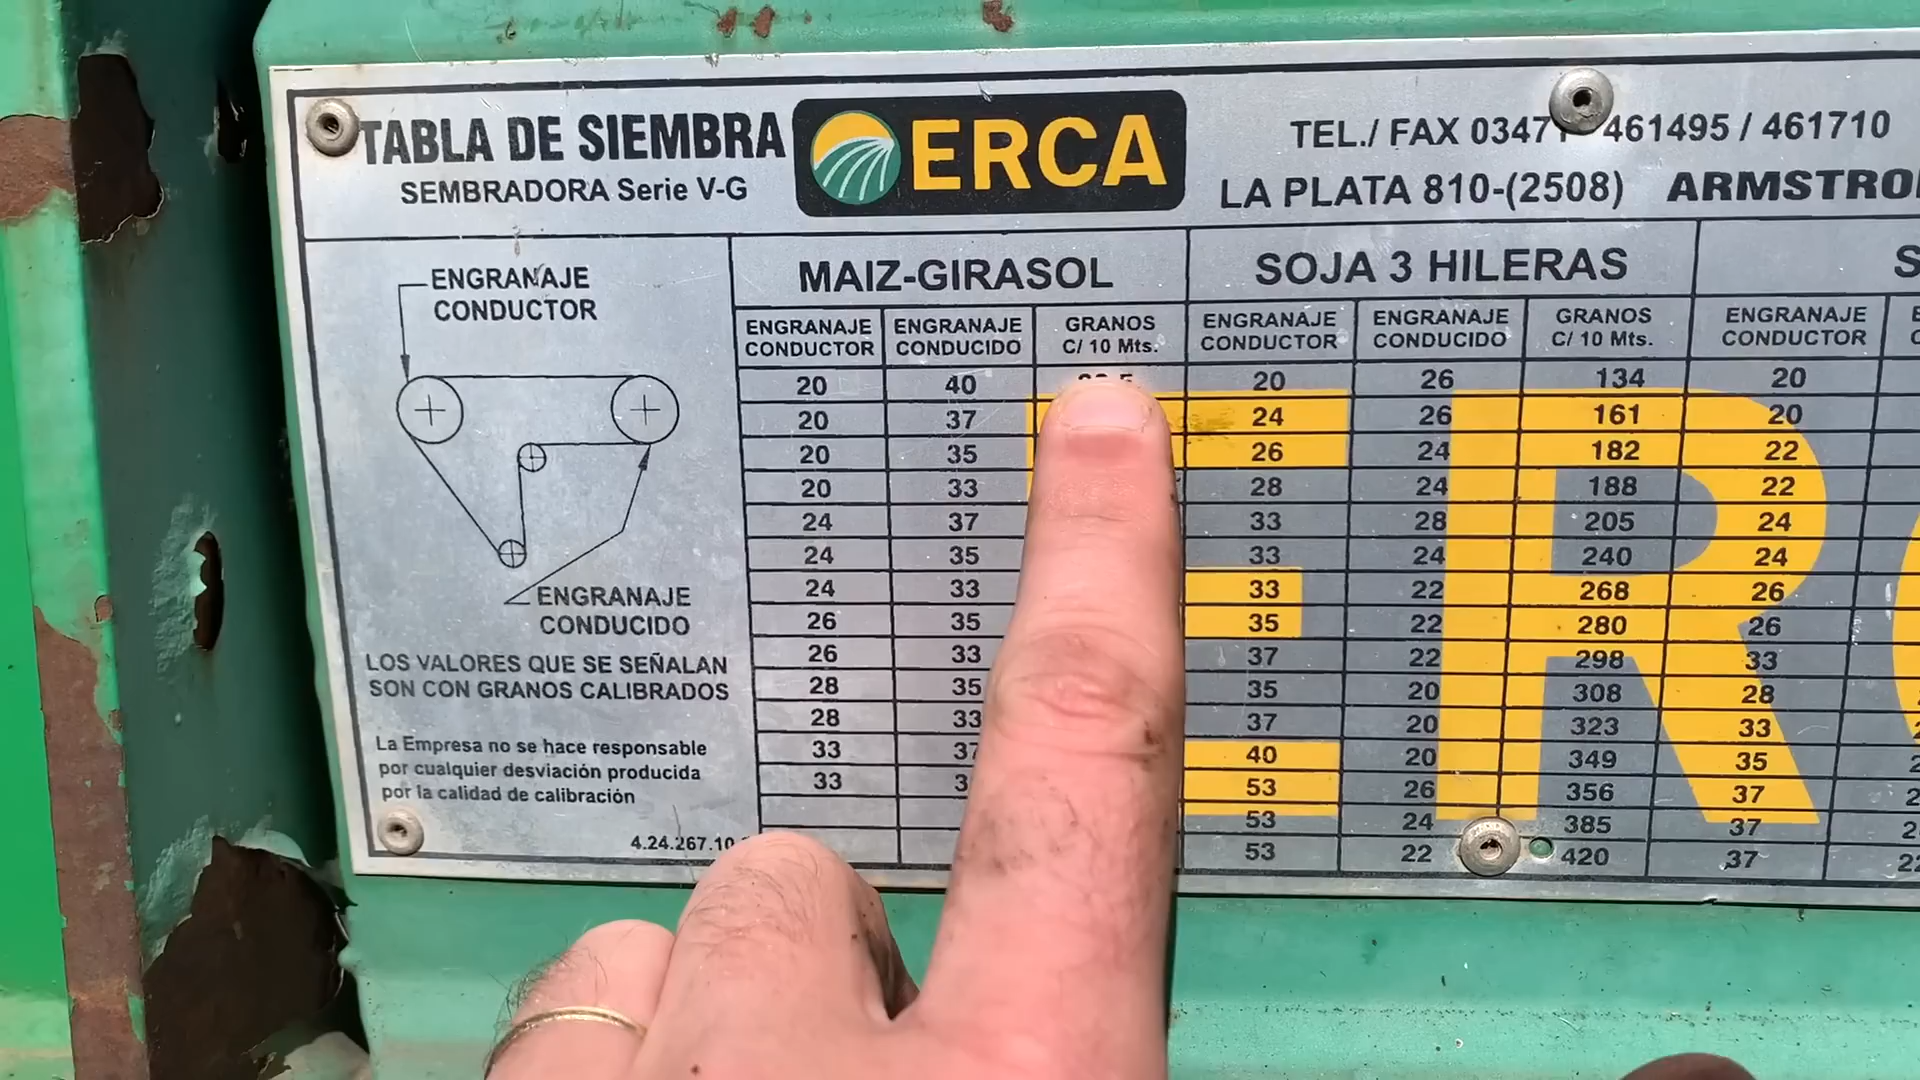 TABLA DE SIEMBRA
SEMBRADORA Serie V-G
ERCA
TEL./ FAX 03471 461495 / 461710
LA PLATA 810-(2508)
ENGRANAJE
CONDUCTOR
ENGRANAJE
CONDUCIDO
LOS VALORES QUE SE SEÑALAN
SON CON GRANOS CALIBRADOS
La Empresa no se hace responsable
por cualquier desviación producida
por la calidad de calibración
4.24.267.10
MAIZ-GIRASOL SOJA 3 HILERAS
ENGRANAJE ENGRANAJE GRANOS ENGRANAJE ENGRANAJE GRANOS ENGRANAJE
CONDUCTOR CONDUCIDO C/ 10 Mts. CONDUCTOR CONDUCIDO C/ 10 Mts. CONDUCTOR
20 40 20 26 134 20
20 37 24 26 161 20
20 35 26 24 182 22
20 33 28 24 188 22
24 37 33 28 205 24
24 35 33 24 240 24
24 33 33 22 268 26
26 35 35 22 280 26
26 33 37 22 298 33
28 35 35 20 308 28
28 33 37 20 323 33
33 37 40 20 349 35
33 53 26 356 37
53 24 385 37
53 22 420 37
ERC